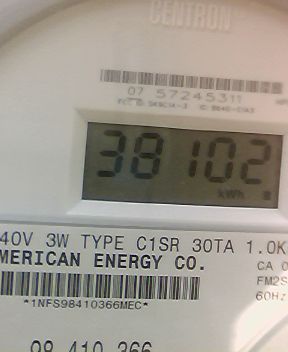 CENTRON
07 57245311
38102
kWh
40V 3W TYPE C1SR 30TA 1.0K
MERICAN ENERGY CO.
CA 0
FM2S
*1NFS98410366MEC*
60Hz
98 410 366